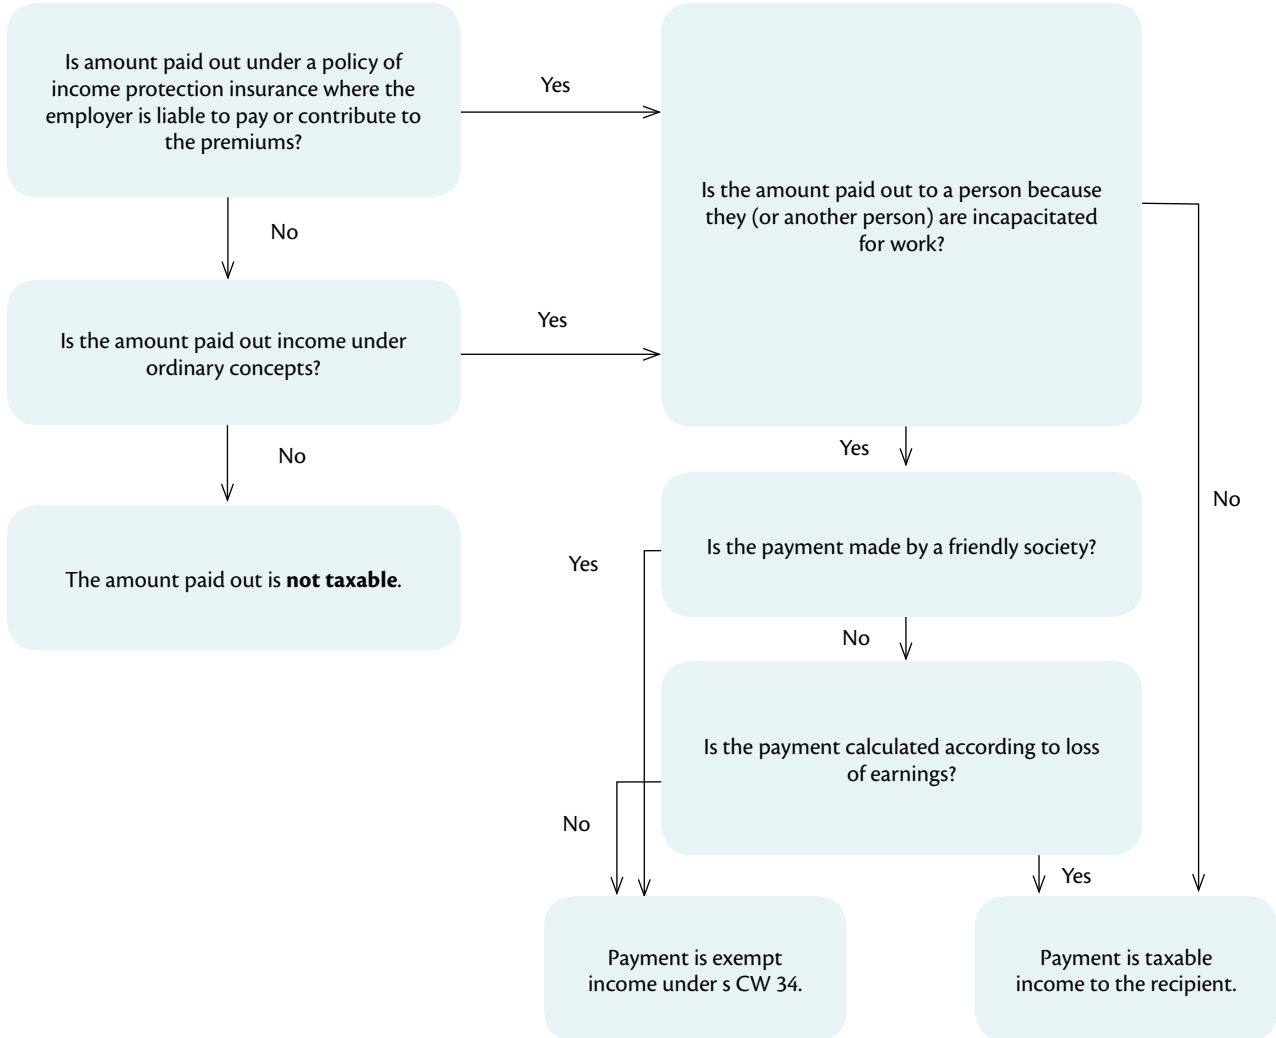 Is amount paid out under a policy of
income protection insurance where the
employer is liable to pay or contribute to
the premiums?
Yes
Is the amount paid out to a person because
they (or another person) are incapacitated
for work?
No
Is the amount paid out income under
ordinary concepts?
Yes
No
The amount paid out is not taxable.
Yes
No
Is the payment made by a friendly society?
Yes
No
Is the payment calculated according to loss
of earnings?
No
Yes
Payment is exempt
income under s CW 34.
Payment is taxable
income to the recipient.